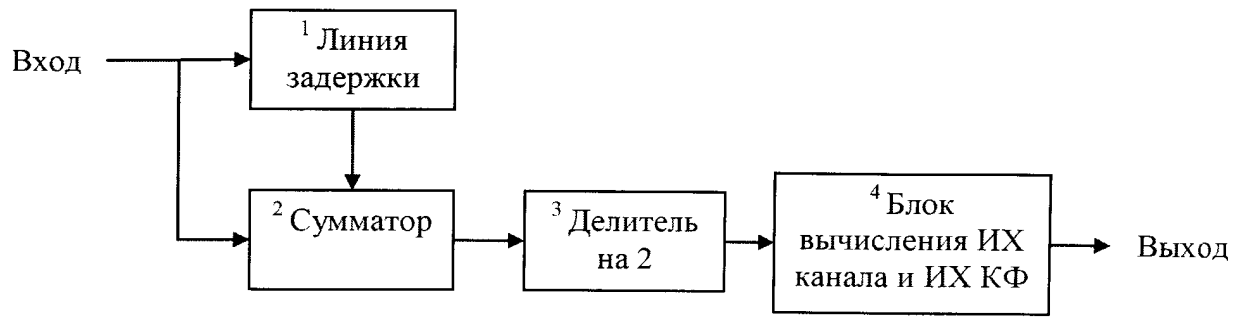 Вход
1 Линия
задержки
2 Сумматор
3 Делитель
на 2
4 Блок
вычисления ИХ
канала и ИХ КФ
Выход